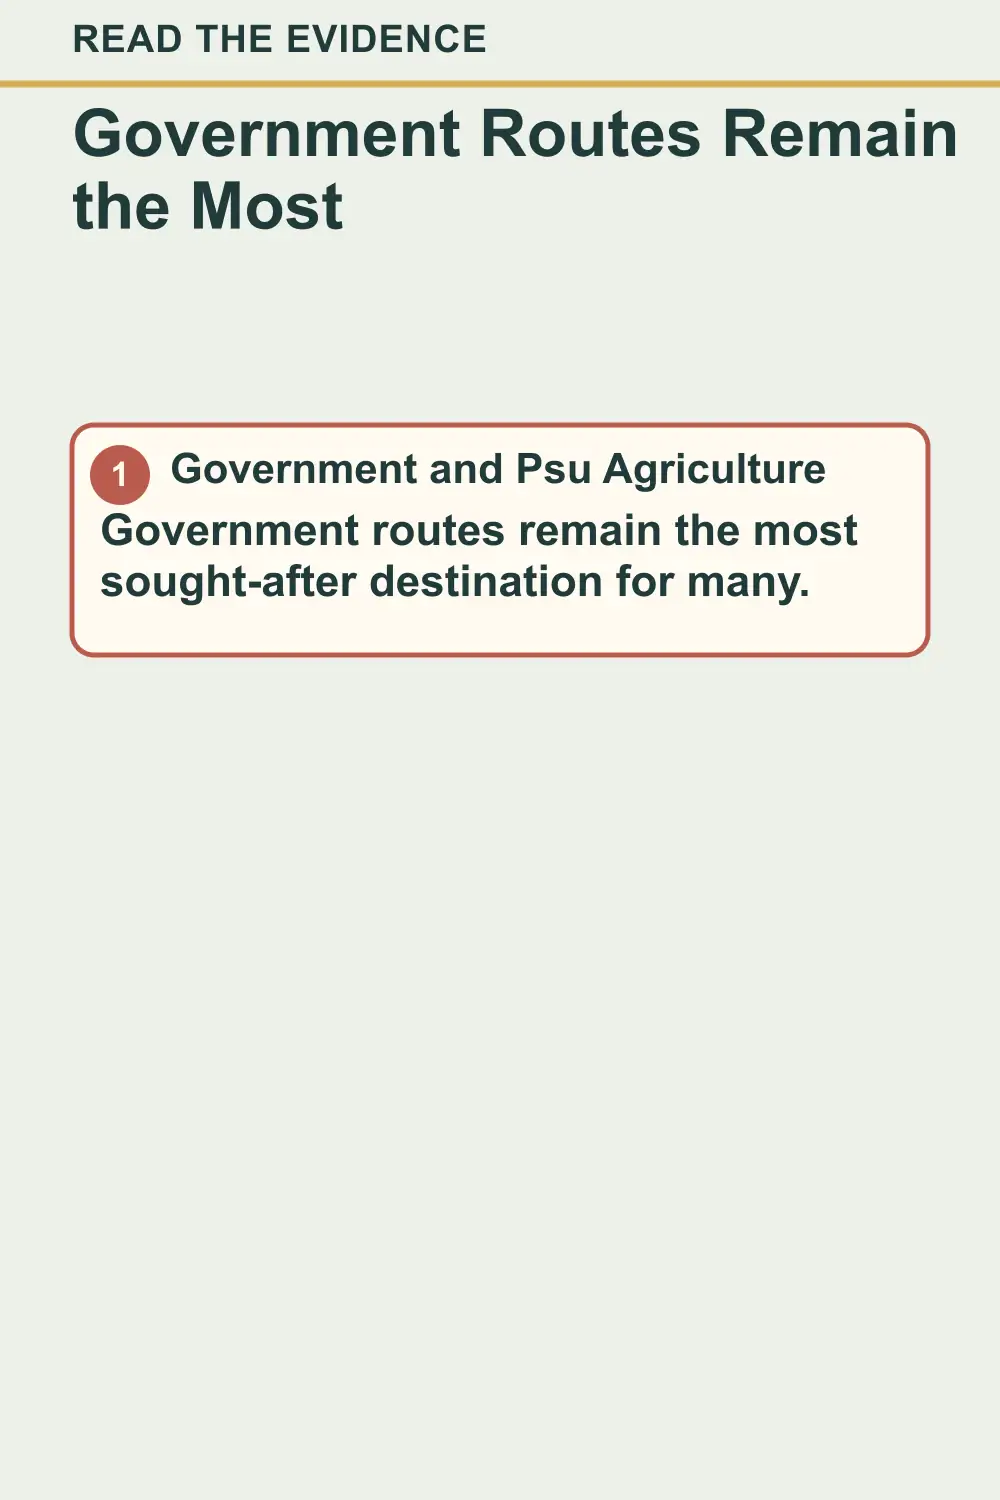 READ THE EVIDENCE
Government Routes Remain
the Most
1 Government and Psu Agriculture
Government routes remain the most
sought-after destination for many.